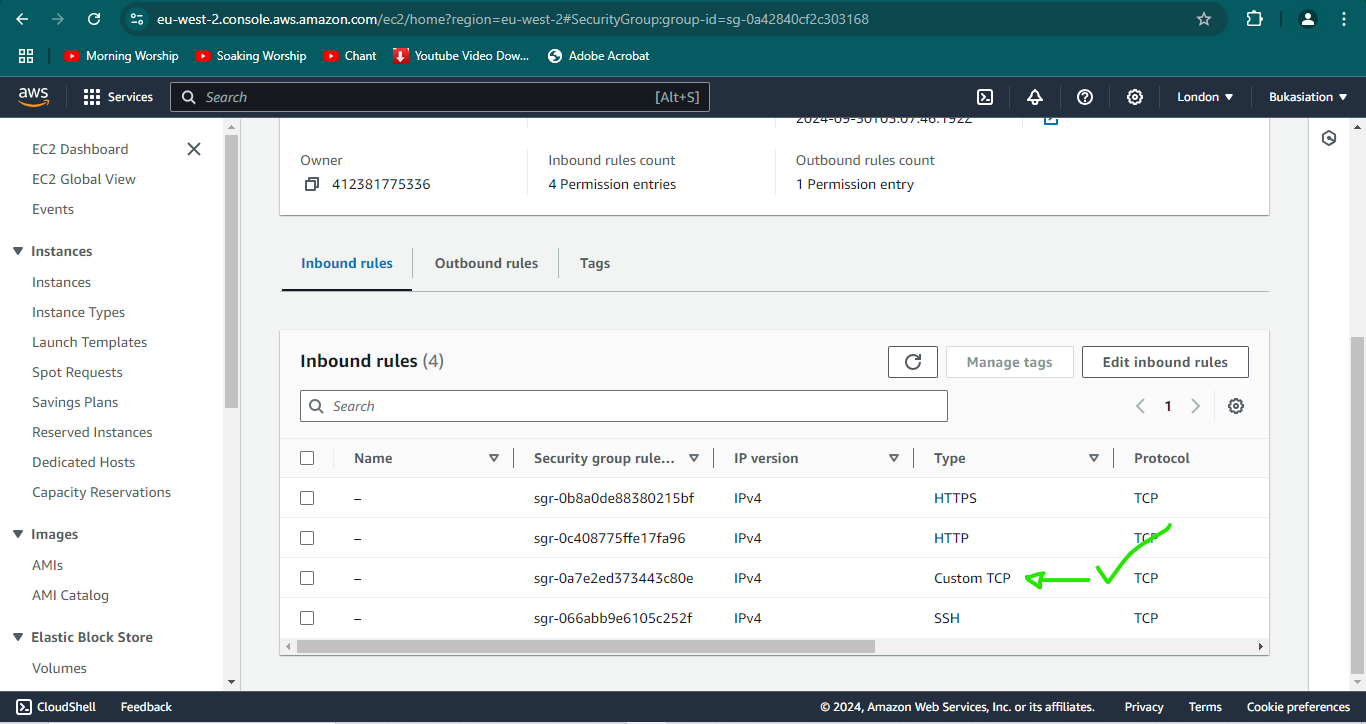 eu-west-2.console.aws.amazon.com/ec2/home?region=eu-west-2#SecurityGroup:group-id=sg-0a42840cf2c303168
Morning Worship Soaking Worship Chant Youtube Video Dow... Adobe Acrobat
aws Services Search [Alt+S] London Bukasiation
EC2 Dashboard
EC2 Global View
Events
Instances
Instances
Instance Types
Launch Templates
Spot Requests
Savings Plans
Reserved Instances
Dedicated Hosts
Capacity Reservations
Images
AMIs
AMI Catalog
Elastic Block Store
Volumes
2024-09-30T03:07:46.192Z
Owner Inbound rules count Outbound rules count
412381775336 4 Permission entries 1 Permission entry
Inbound rules Outbound rules Tags
Inbound rules (4) Manage tags Edit inbound rules
Search 1
Name Security group rule... IP version Type Protocol
– sgr-0b8a0de88380215bf IPv4 HTTPS TCP
– sgr-0c408775ffe17fa96 IPv4 HTTP TCP
– sgr-0a7e2ed373443c80e IPv4 Custom TCP TCP
– sgr-066abb9e6105c252f IPv4 SSH TCP
CloudShell Feedback © 2024, Amazon Web Services, Inc. or its affiliates. Privacy Terms Cookie preferences